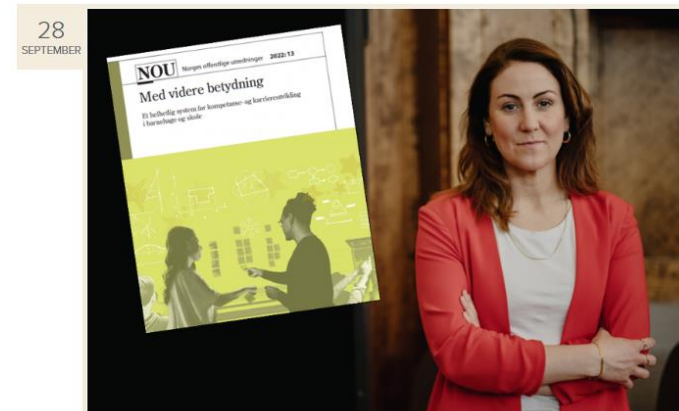 28
SEPTEMBER
NOU
Norges offentlige utredninger 2022: 13
Med videre betydning
Et helhetlig system for kompetanse- og karriereutvikling
i barnehage og skole